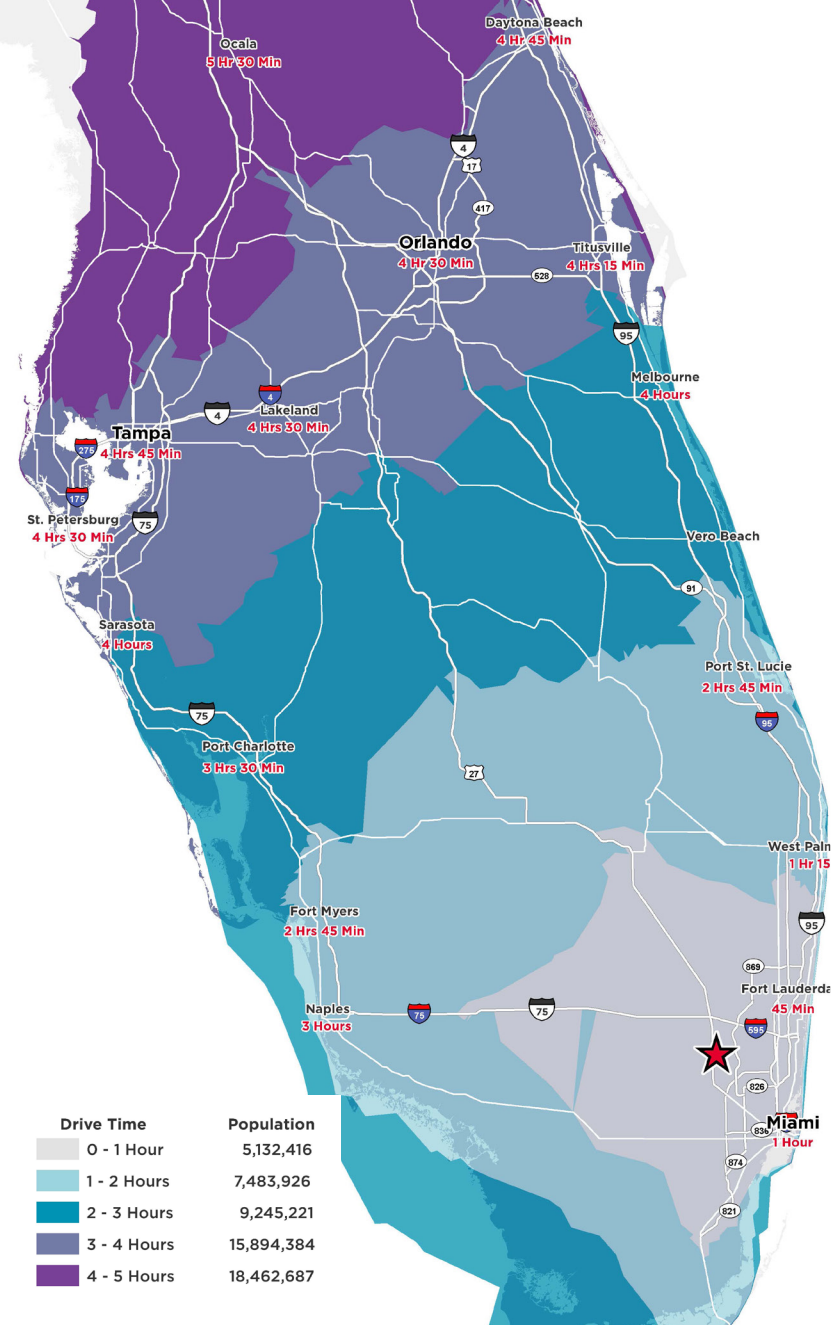 Daytona Beach
4 Hr 45 Min
Ocala
5 Hr 30 Min
4
17
417
Orlando
4 Hr 30 Min
Titusville
4 Hrs 15 Min
528
95
Melbourne
4 Hours
4
4
Lakeland
4 Hrs 30 Min
Tampa
4 Hrs 45 Min
275
175
St. Petersburg
4 Hrs 30 Min
75
Vero Beach
91
Sarasota
4 Hours
Port St. Lucie
2 Hrs 45 Min
95
75
Port Charlotte
3 Hrs 30 Min
27
West Paln
1 Hr 15
Fort Myers
2 Hrs 45 Min
95
869
Fort Lauderda
45 Min
Naples
3 Hours
75
75
595
826
Miami
836
1 Hour
874
821
Drive Time Population
0 - 1 Hour 5,132,416
1 - 2 Hours 7,483,926
2 - 3 Hours 9,245,221
3 - 4 Hours 15,894,384
4 - 5 Hours 18,462,687